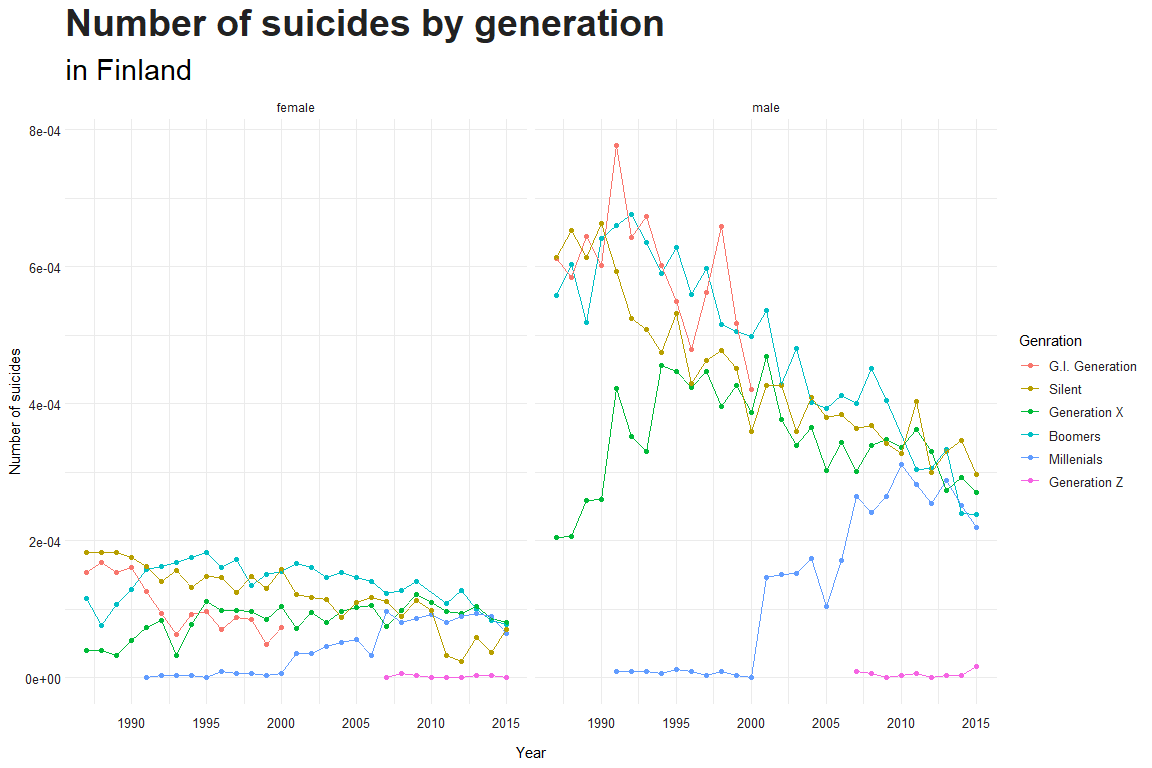 Number of suicides by generation
in Finland
female
male
8e-04
6e-04
4e-04
2e-04
0e+00
Number of suicides
1990
1995
2000
2005
2010
2015
1990
1995
2000
2005
2010
2015
Year
Genration
G.I. Generation
Silent
Generation X
Boomers
Millenials
Generation Z